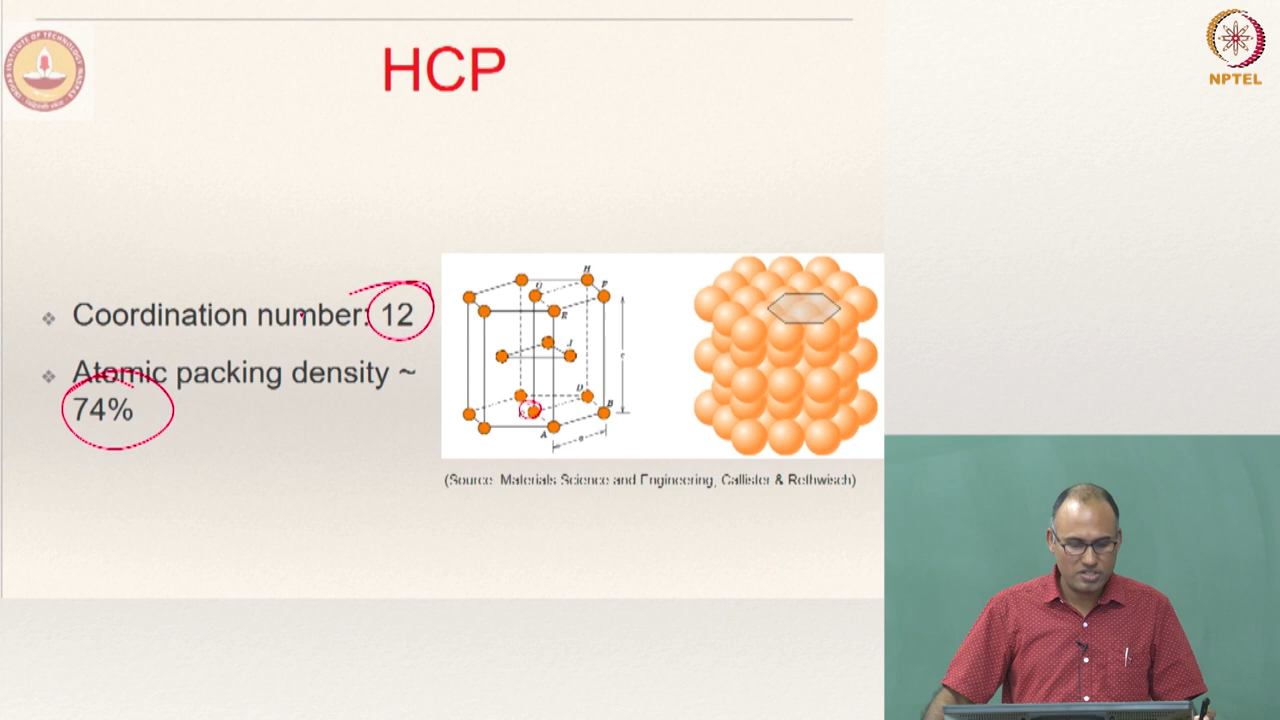 HCP
NPTEL
❖ Coordination number: 12
❖ Atomic packing density ~
74%
H
P
Q
R
J
c
D
B
A
a
(Source Materials Science and Engineering, Callister & Rethwisch)